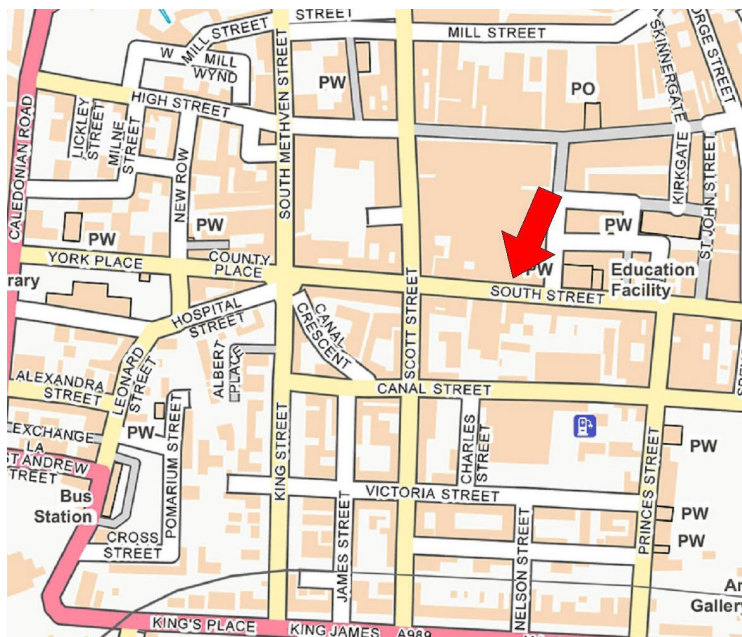 STREET
MILL STREET
MILL STREET
W MILL
WYND
SKINNERGATE
STREET
PW
PO
HIGH STREET
LICKLEY
STREET
MILNE
STREET
CALEDONIAN ROAD
SOUTH METHVEN STREET
NEW ROW
KIRKGATE
ST JOHN STREET
PW
PW
PW
YORK PLACE
COUNTY
PLACE
PW
Education
Facility
SOUTH STREET
rary
HOSPITAL
STREET
CANAL
CRESCENT
SCOTT STREET
ALBERT
PLACE
LEONARD
STREET
ALEXANDRA
STREET
CANAL STREET
EXCHANGE LA
ST ANDREW
STREET
PW
POMARIUM STREET
KING STREET
CHARLES
STREET
PRINCES STREET
PW
Bus
Station
VICTORIA STREET
PW
PW
CROSS
STREET
JAMES STREET
NELSON STREET
Ar
Gallery
KING'S PLACE
KING JAMES
A989